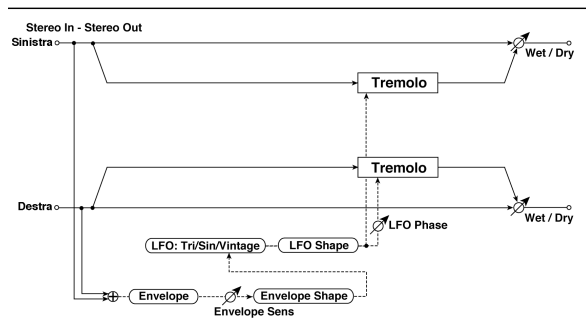 Stereo In - Stereo Out
Sinistra
Wet / Dry
Tremolo
Tremolo
Destra
Wet / Dry
LFO Phase
LFO: Tri/Sin/Vintage
LFO Shape
Envelope
Envelope Shape
Envelope Sens